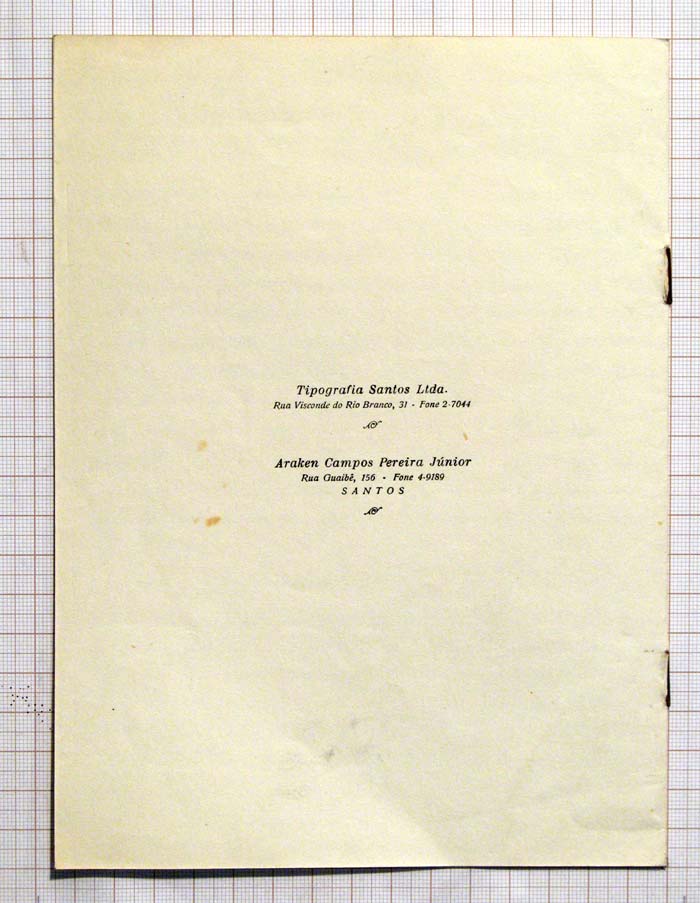 Tipografia Santos Ltda.
Rua Visconde do Rio Branco, 31 - Fone 2-7044
Araken Campos Pereira Júnior
Rua Guaibê, 156 - Fone 4-9189
SANTOS